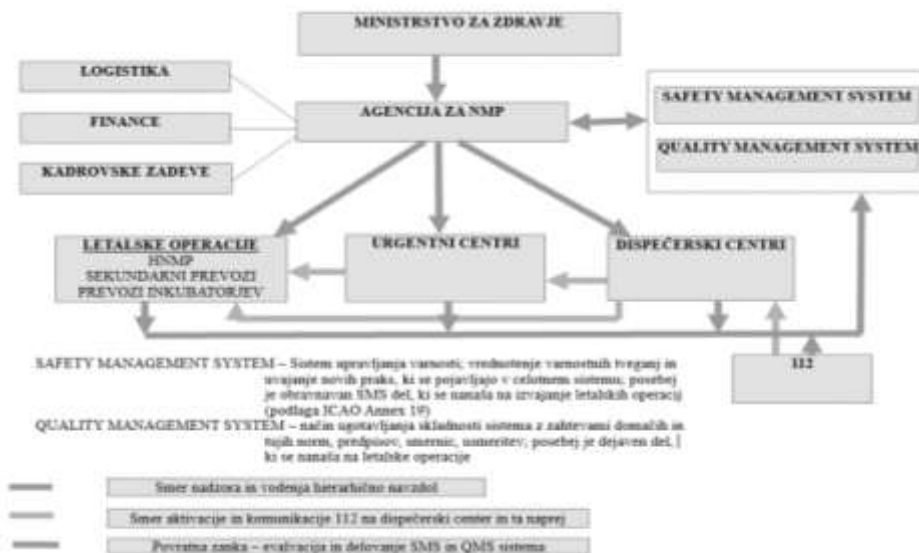 MINISTRSTVO ZA ZDRAVJE
LOGISTIKA
FINANCE
KADROVSKE ZADEVE
AGENCIJA ZA NMP
SAFETY MANAGEMENT SYSTEM
QUALITY MANAGEMENT SYSTEM
LETALSKE OPERACIJE
HNMP
SEKUNDARNI PREVOZI
PREVOZI INKUBATORJEV
URGENTNI CENTRI
DISPEČERSKI CENTRI
112
SAFETY MANAGEMENT SYSTEM – Sistem upravljanja varnosti, vrednotenje varnostnih tveganj in
uvajanje novih praks, ki se pojavljajo v celotnem sistemu; posebej
je obravnavan SMS del, ki se nanaša na izvajanje letalskih operacij
(podlaga ICAO Annex 19)
QUALITY MANAGEMENT SYSTEM – način ugotavljanja skladnosti sistema z zahtevami domačih in
tujih norm, predpisov, smernic, usmeritev; posebej je dejaven del,
ki se nanaša na letalske operacije
Smer nadzora in vodenja hierarhično navzdol
Smer aktivacije in komunikacije 112 na dispečerski center in ta naprej
Povratna zanka – evalvacija in delovanje SMS in QMS sistema